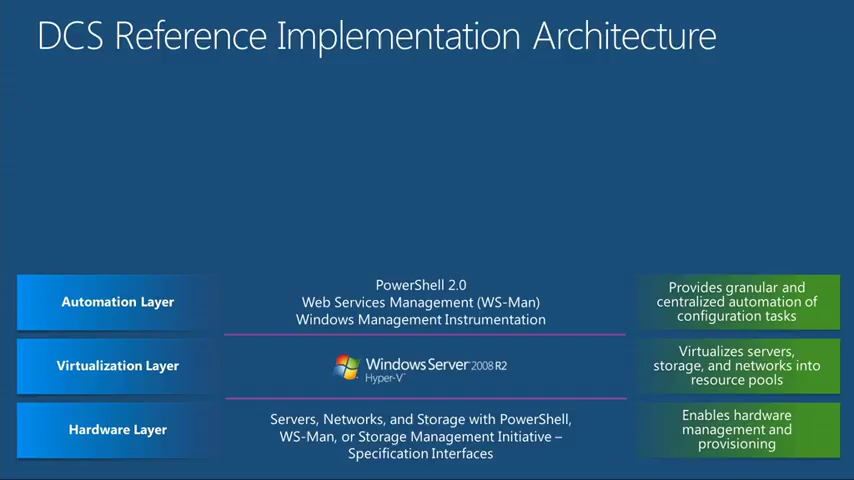 DCS Reference Implementation Architecture
Automation Layer
PowerShell 2.0
Web Services Management (WS-Man)
Windows Management Instrumentation
Provides granular and
centralized automation of
configuration tasks
Virtualization Layer
Windows Server 2008 R2
Hyper-V™
Virtualizes servers,
storage, and networks into
resource pools
Hardware Layer
Servers, Networks, and Storage with PowerShell,
WS-Man, or Storage Management Initiative –
Specification Interfaces
Enables hardware
management and
provisioning